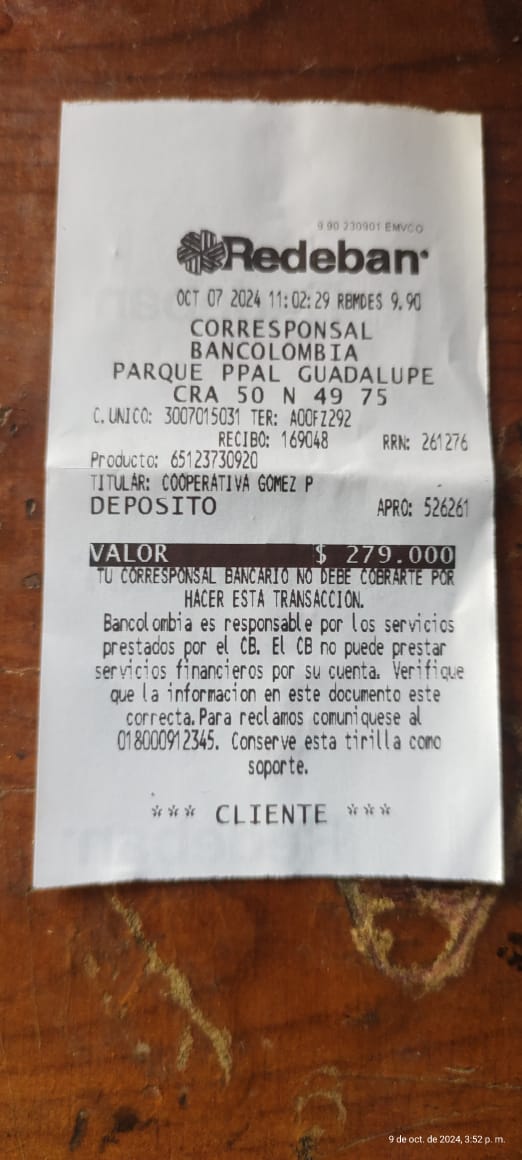 9.90 230901 EMVCO
Redeban
OCT 07 2024 11:02:29 RBMDES 9.90
CORRESPONSAL
BANCOLOMBIA
PARQUE PPAL GUADALUPE
CRA 50 N 49 75
C. UNICO: 3007015031 TER: A00FZ292
RECIBO: 169048 RRN: 261276
Producto: 65123730920
TITULAR: COOPERATIVA GOMEZ P
DEPOSITO APRO: 526261
VALOR $ 279.000
TU CORRESPONSAL BANCARIO NO DEBE COBRARTE POR
HACER ESTA TRANSACCION.
Bancolombia es responsable por los servicios
prestados por el CB. El CB no puede prestar
servicios financieros por su cuenta. Verifique
que la informacion en este documento este
correcta.Para reclamos comuniquese al
018000912345. Conserve esta tirilla como
soporte.
*** CLIENTE ***
9 de oct. de 2024, 3:52 p. m.